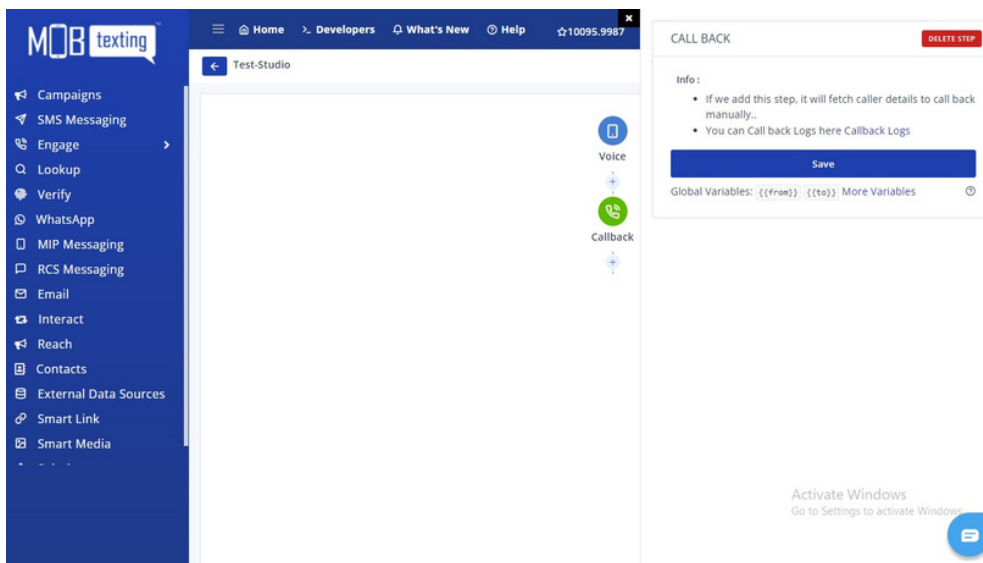 MOB texting
Campaigns
SMS Messaging
Engage
Lookup
Verify
WhatsApp
MIP Messaging
RCS Messaging
Email
Interact
Reach
Contacts
External Data Sources
Smart Link
Smart Media
Home >_ Developers What's New Help 10095.9987
Test-Studio
Voice
+
Callback
+
CALL BACK
DELETE STEP
Info :
• If we add this step, it will fetch caller details to call back
manually..
• You can Call back Logs here Callback Logs
Save
Global Variables: {{from}} {{to}} More Variables
Activate Windows
Go to Settings to activate Windows.